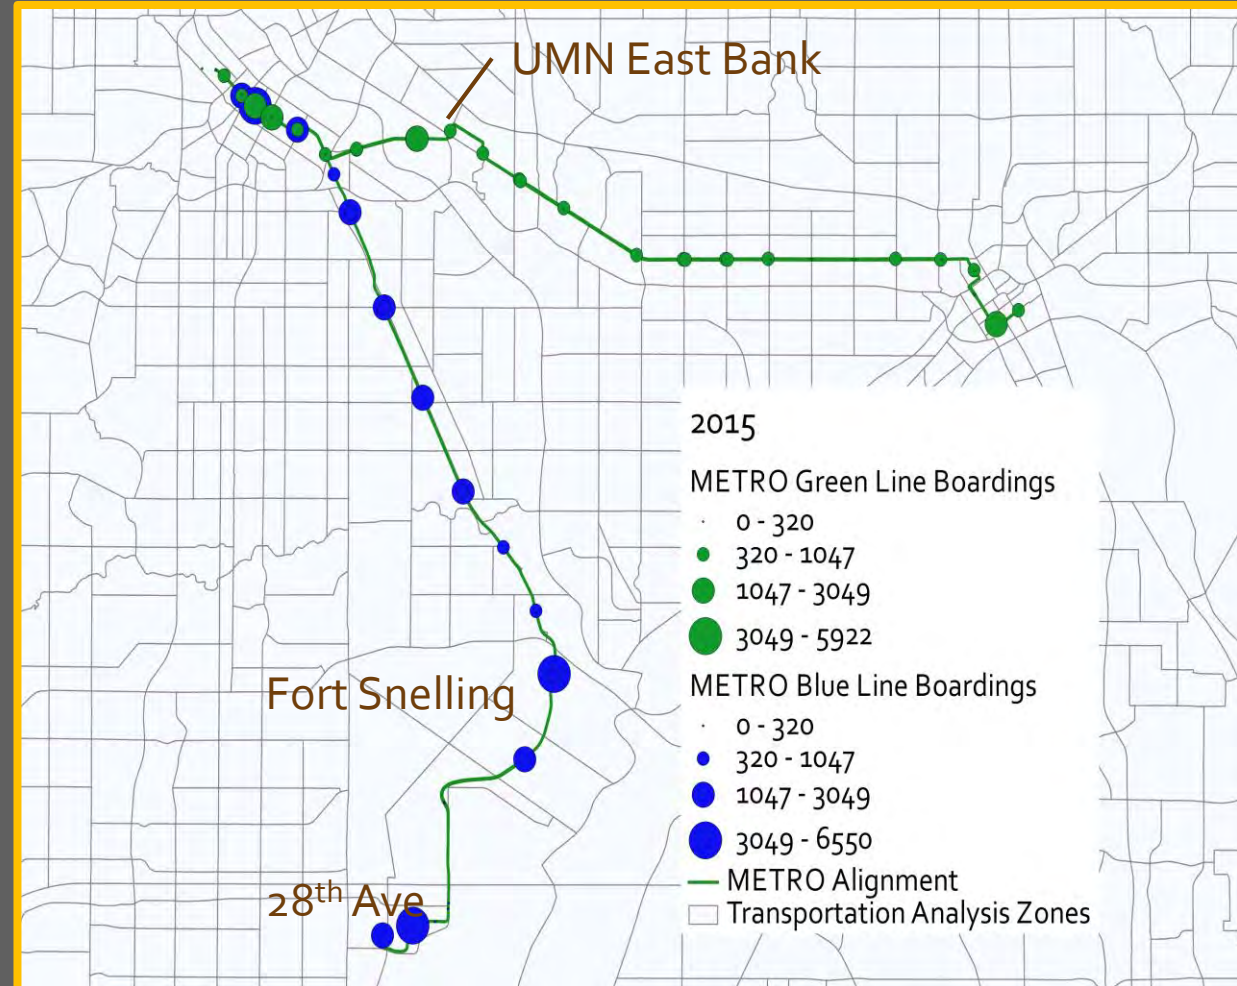 UMN East Bank
2015
METRO Green Line Boardings
0 - 320
320 - 1047
1047 - 3049
3049 - 5922
METRO Blue Line Boardings
0 - 320
320 - 1047
1047 - 3049
3049 - 6550
METRO Alignment
Transportation Analysis Zones
Fort Snelling
28th Ave